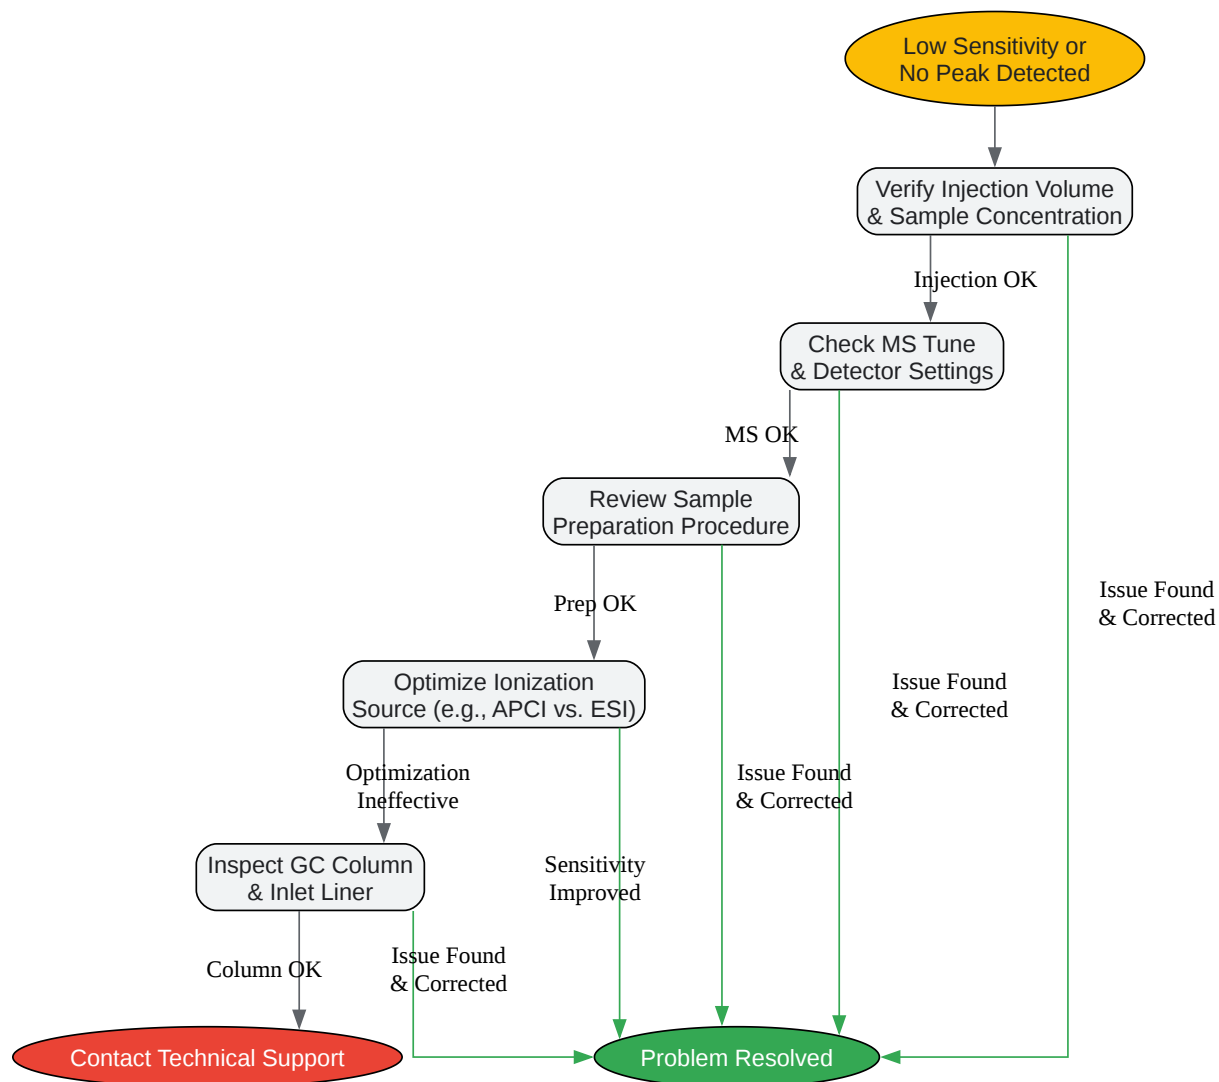 Low Sensitivity or
No Peak Detected
Verify Injection Volume
& Sample Concentration
Injection OK
Check MS Tune
& Detector Settings
MS OK
Review Sample
Preparation Procedure
Prep OK
Issue Found
& Corrected
Optimize Ionization
Source (e.g., APCI vs. ESI)
Issue Found
& Corrected
Optimization
Ineffective
Issue Found
& Corrected
Inspect GC Column
& Inlet Liner
Sensitivity
Improved
Column OK
Issue Found
& Corrected
Contact Technical Support
Problem Resolved